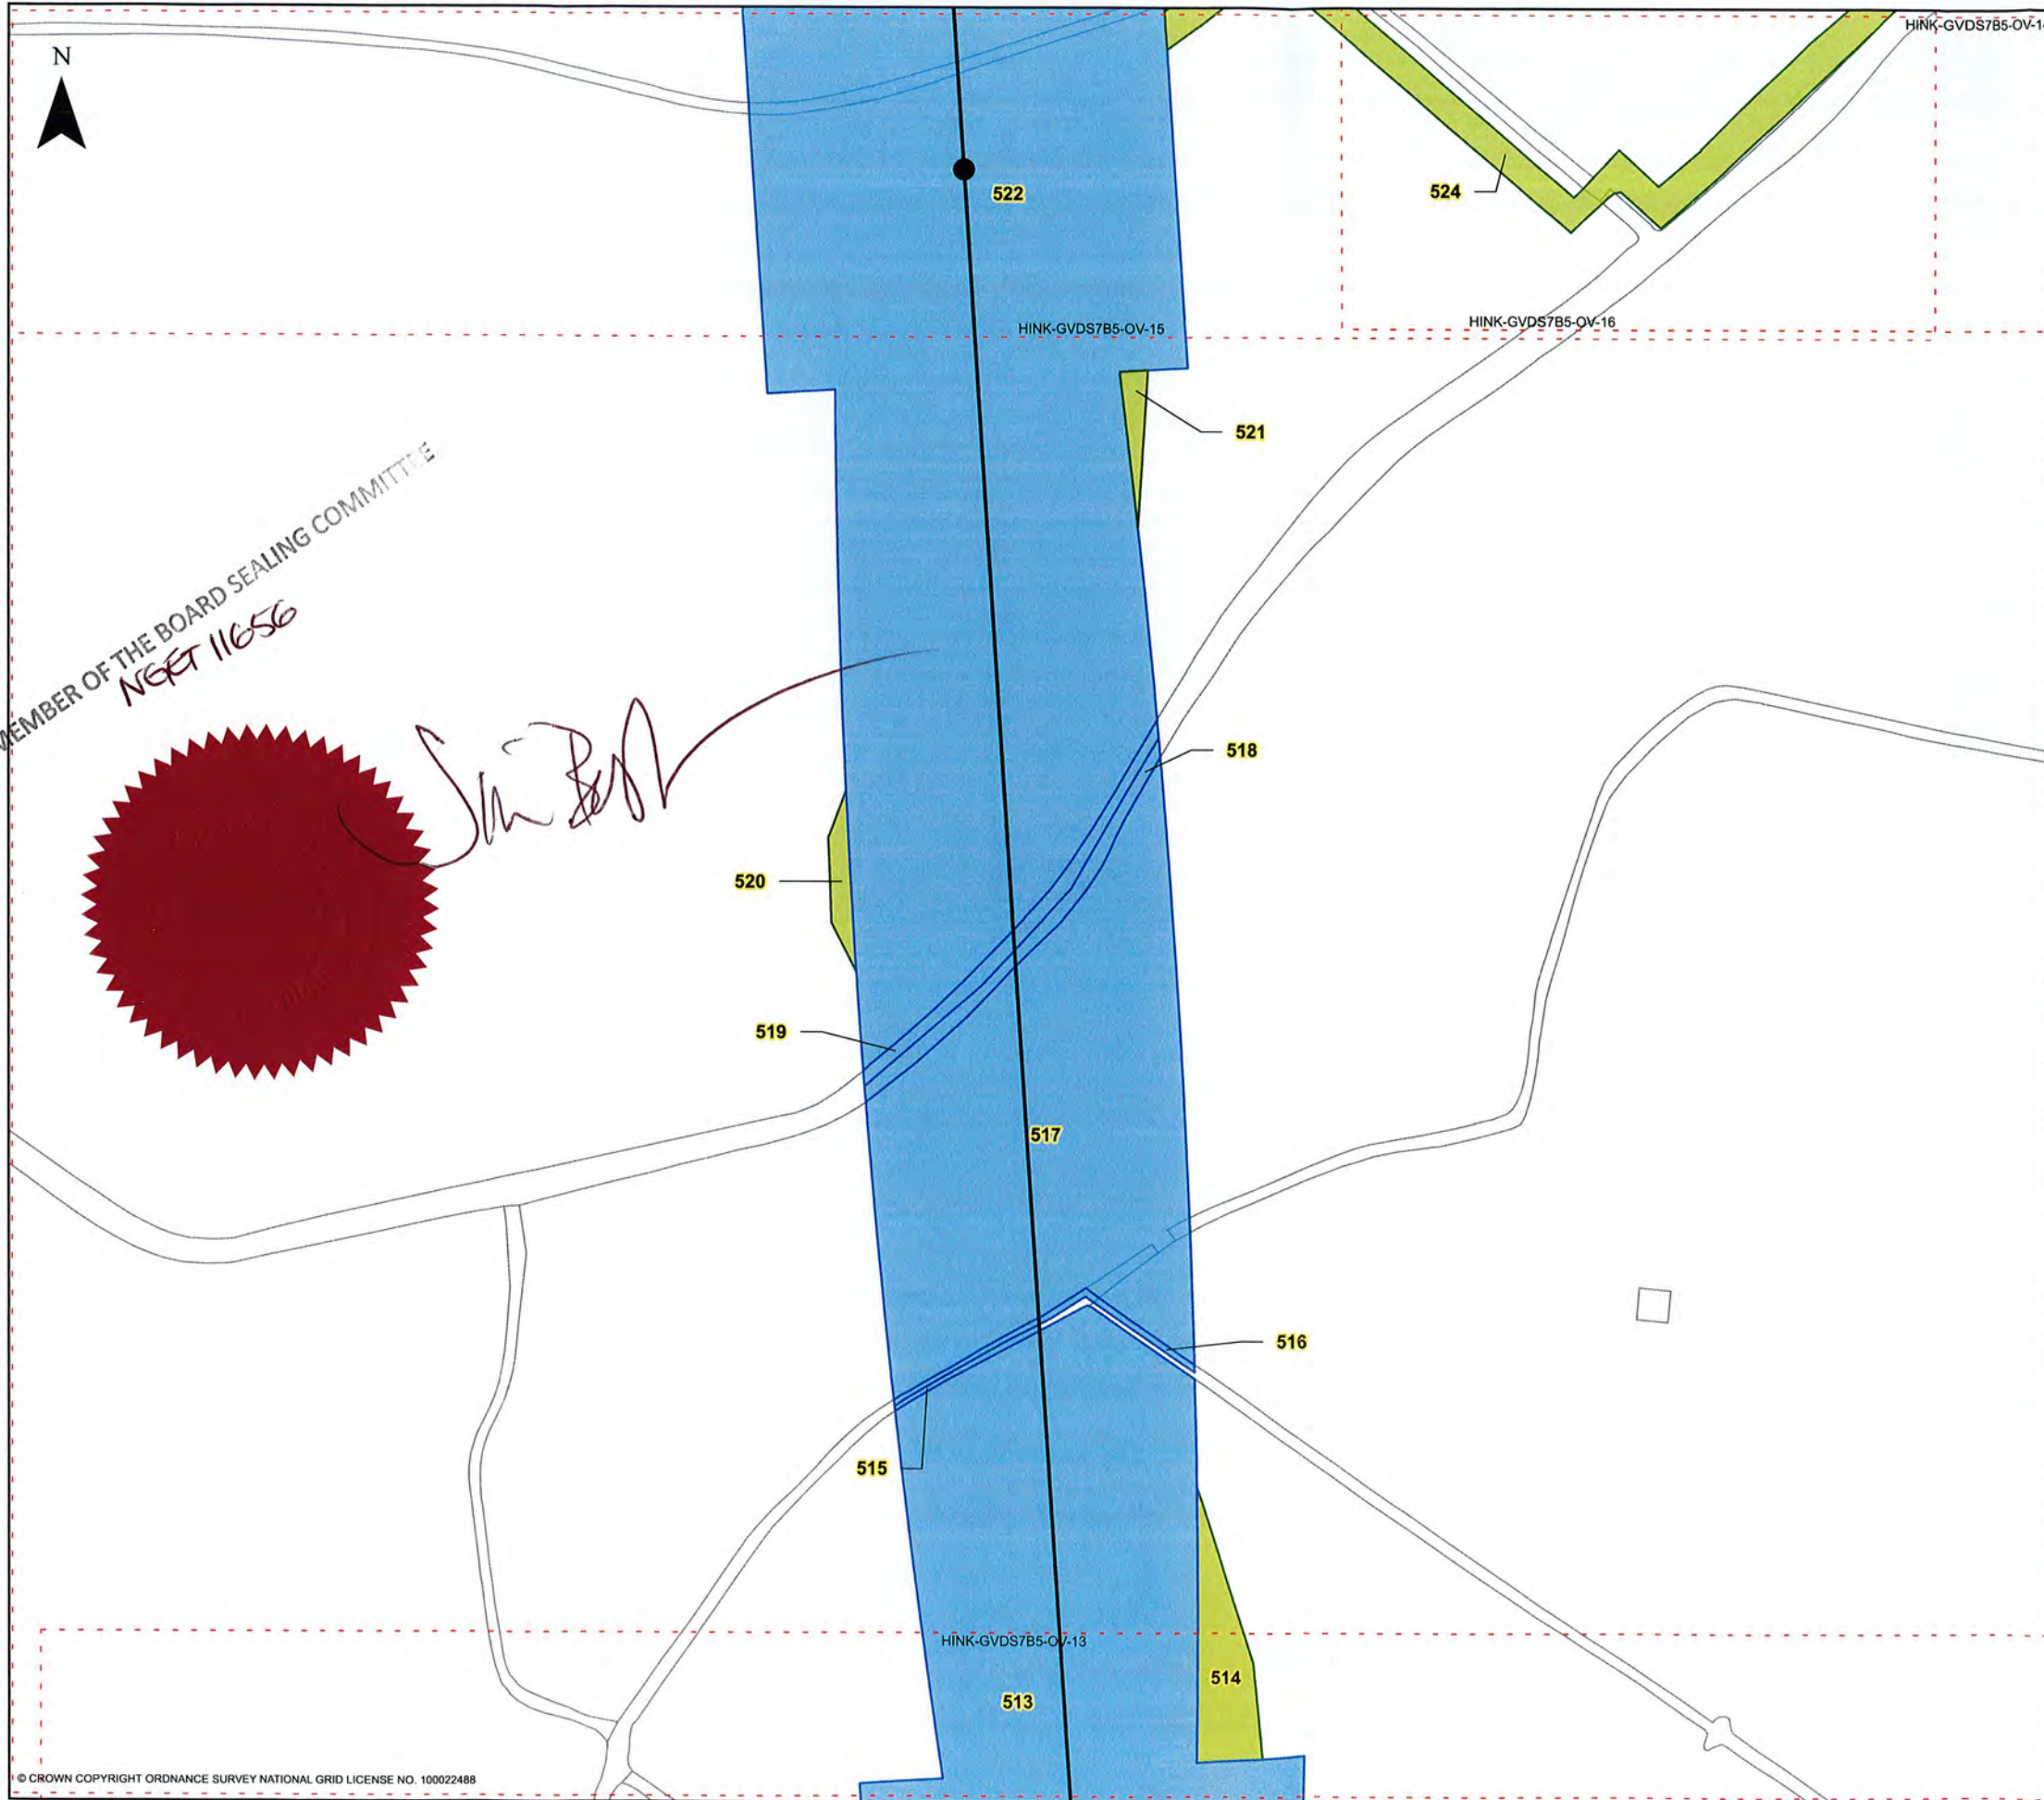 HINK-GVDS7B5-OV-1
N
522
524
HINK-GVDS7B5-OV-15
HINK-GVDS7B5-OV-16
521
MEMBER OF THE BOARD SEALING COMMITTEE
NGET 11656
518
520
519
517
516
515
HINK-GVDS7B5-OV-13
514
513
© CROWN COPYRIGHT ORDNANCE SURVEY NATIONAL GRID LICENSE NO. 100022488